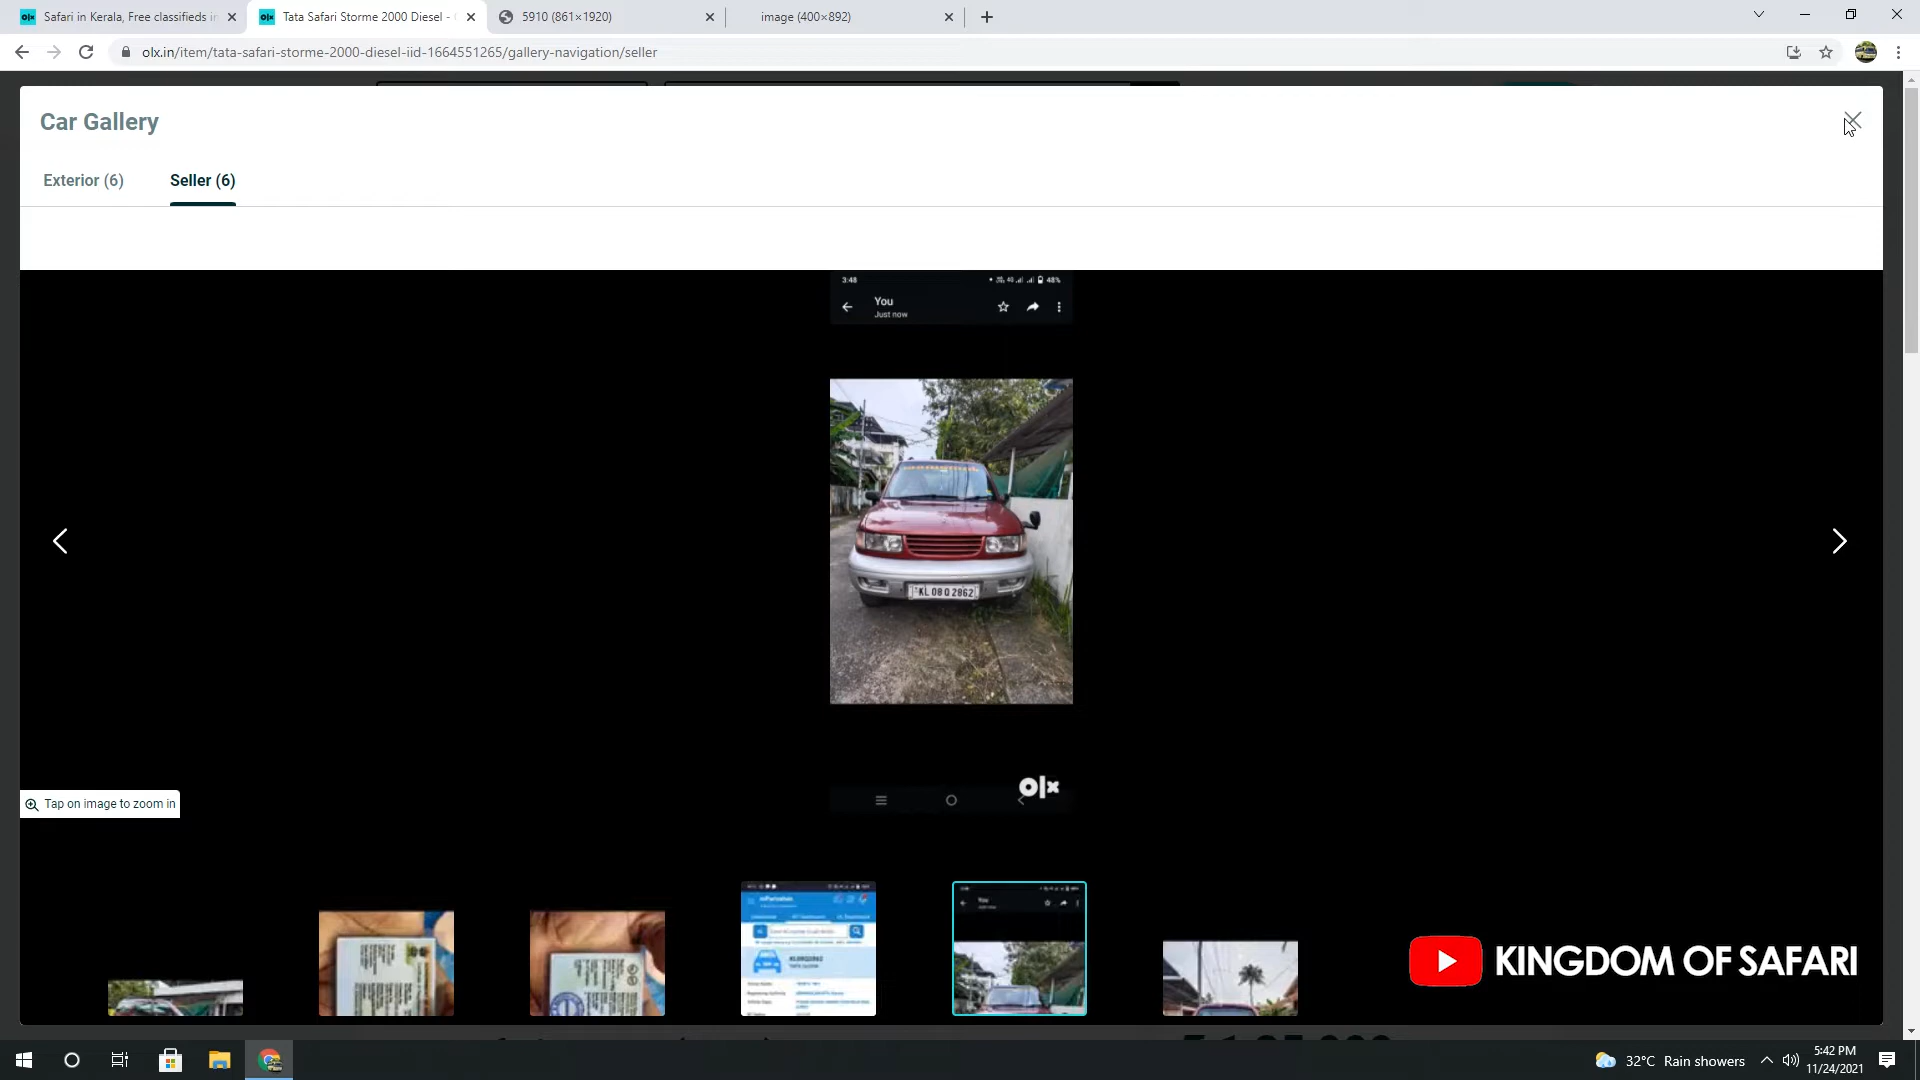 Safari in Kerala, Free classifieds in
Tata Safari Storme 2000 Diesel -
5910 (861×1920)
image (400×892)
olx.in/item/tata-safari-storme-2000-diesel-iid-1664551265/gallery-navigation/seller
Car Gallery
Exterior (6)
Seller (6)
3:48
48%
You
Just now
KL 08 Q 2862
olx
Tap on image to zoom in
KINGDOM OF SAFARI
32°C Rain showers
5:42 PM
11/24/2021